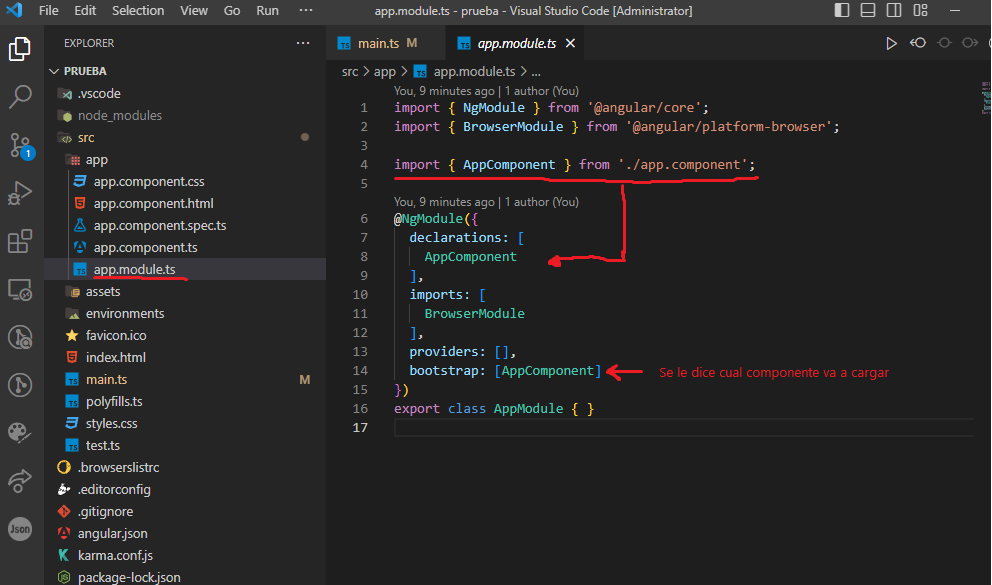 File Edit Selection View Go Run ··· app.module.ts - prueba - Visual Studio Code [Administrator]
EXPLORER ···
PRUEBA
.vscode
node_modules
src
app
app.component.css
app.component.html
app.component.spec.ts
app.component.ts
app.module.ts
assets
environments
favicon.ico
index.html
main.ts M
polyfills.ts
styles.css
test.ts
.browserslistrc
.editorconfig
.gitignore
angular.json
karma.conf.js
package-lock.json
1
Json
TS main.ts M TS app.module.ts ×
src > app > TS app.module.ts > ...
You, 9 minutes ago | 1 author (You)
1 import { NgModule } from '@angular/core';
2 import { BrowserModule } from '@angular/platform-browser';
3
4 import { AppComponent } from './app.component';
5
You, 9 minutes ago | 1 author (You)
6 @NgModule({
7 declarations: [
8 AppComponent
9 ],
10 imports: [
11 BrowserModule
12 ],
13 providers: [],
14 bootstrap: [AppComponent] Se le dice cual componente va a cargar
15 })
16 export class AppModule { }
17